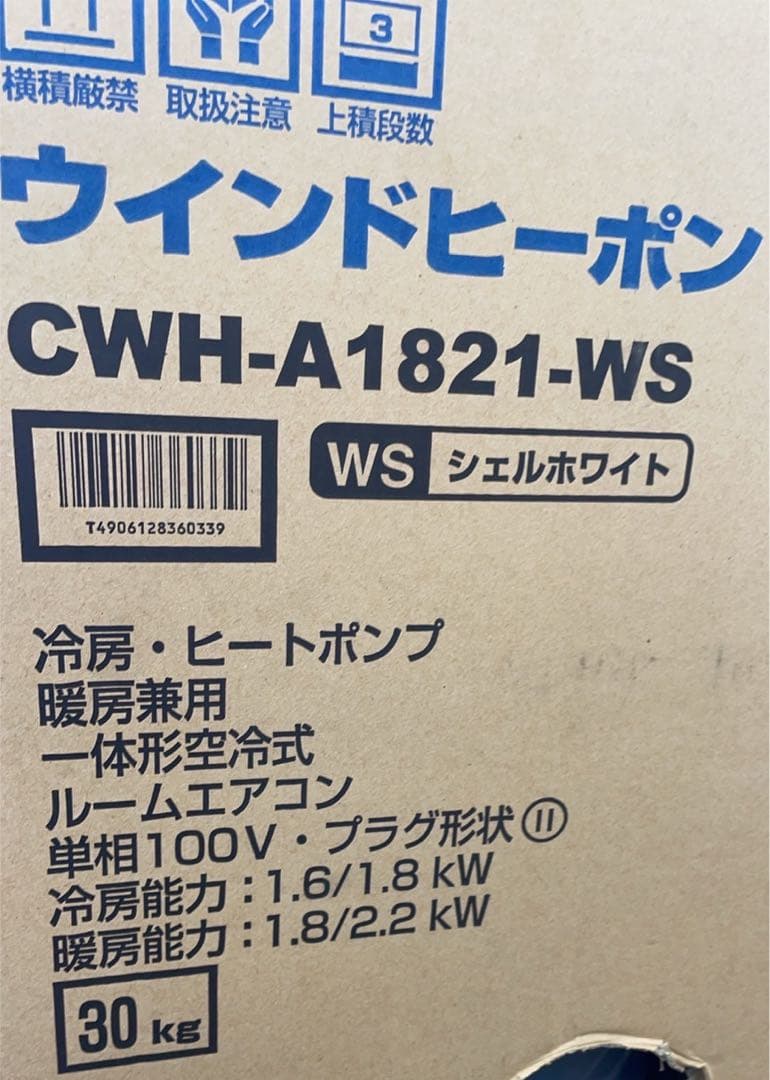 3
横積厳禁 取扱注意 上積段数
ウインドヒーポン
CWH-A1821-WS
WS シェルホワイト
T4906128360339
冷房・ヒートポンプ
暖房兼用
一体形空冷式
ルームエアコン
単相100V・プラグ形状⑪
冷房能力:1.6/1.8 kW
暖房能力:1.8/2.2 kW
30 kg